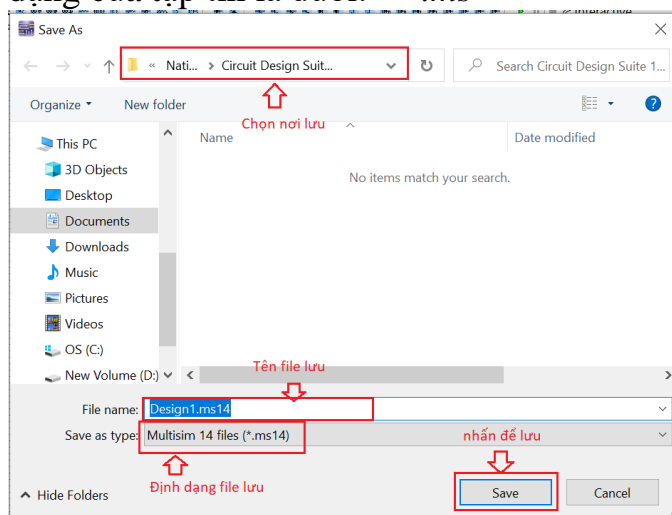 Save As
« Nati... > Circuit Design Suit...
Search Circuit Design Suite 1...
Organize
New folder
Chọn nơi lưu
This PC
Name
Date modified
3D Objects
No items match your search.
Desktop
Documents
Downloads
Music
Pictures
Videos
OS (C:)
New Volume (D:)
Tên file lưu
File name: Design1.ms14
Save as type: Multisim 14 files (*.ms14)
nhấn để lưu
Định dạng file lưu
Hide Folders
Save
Cancel